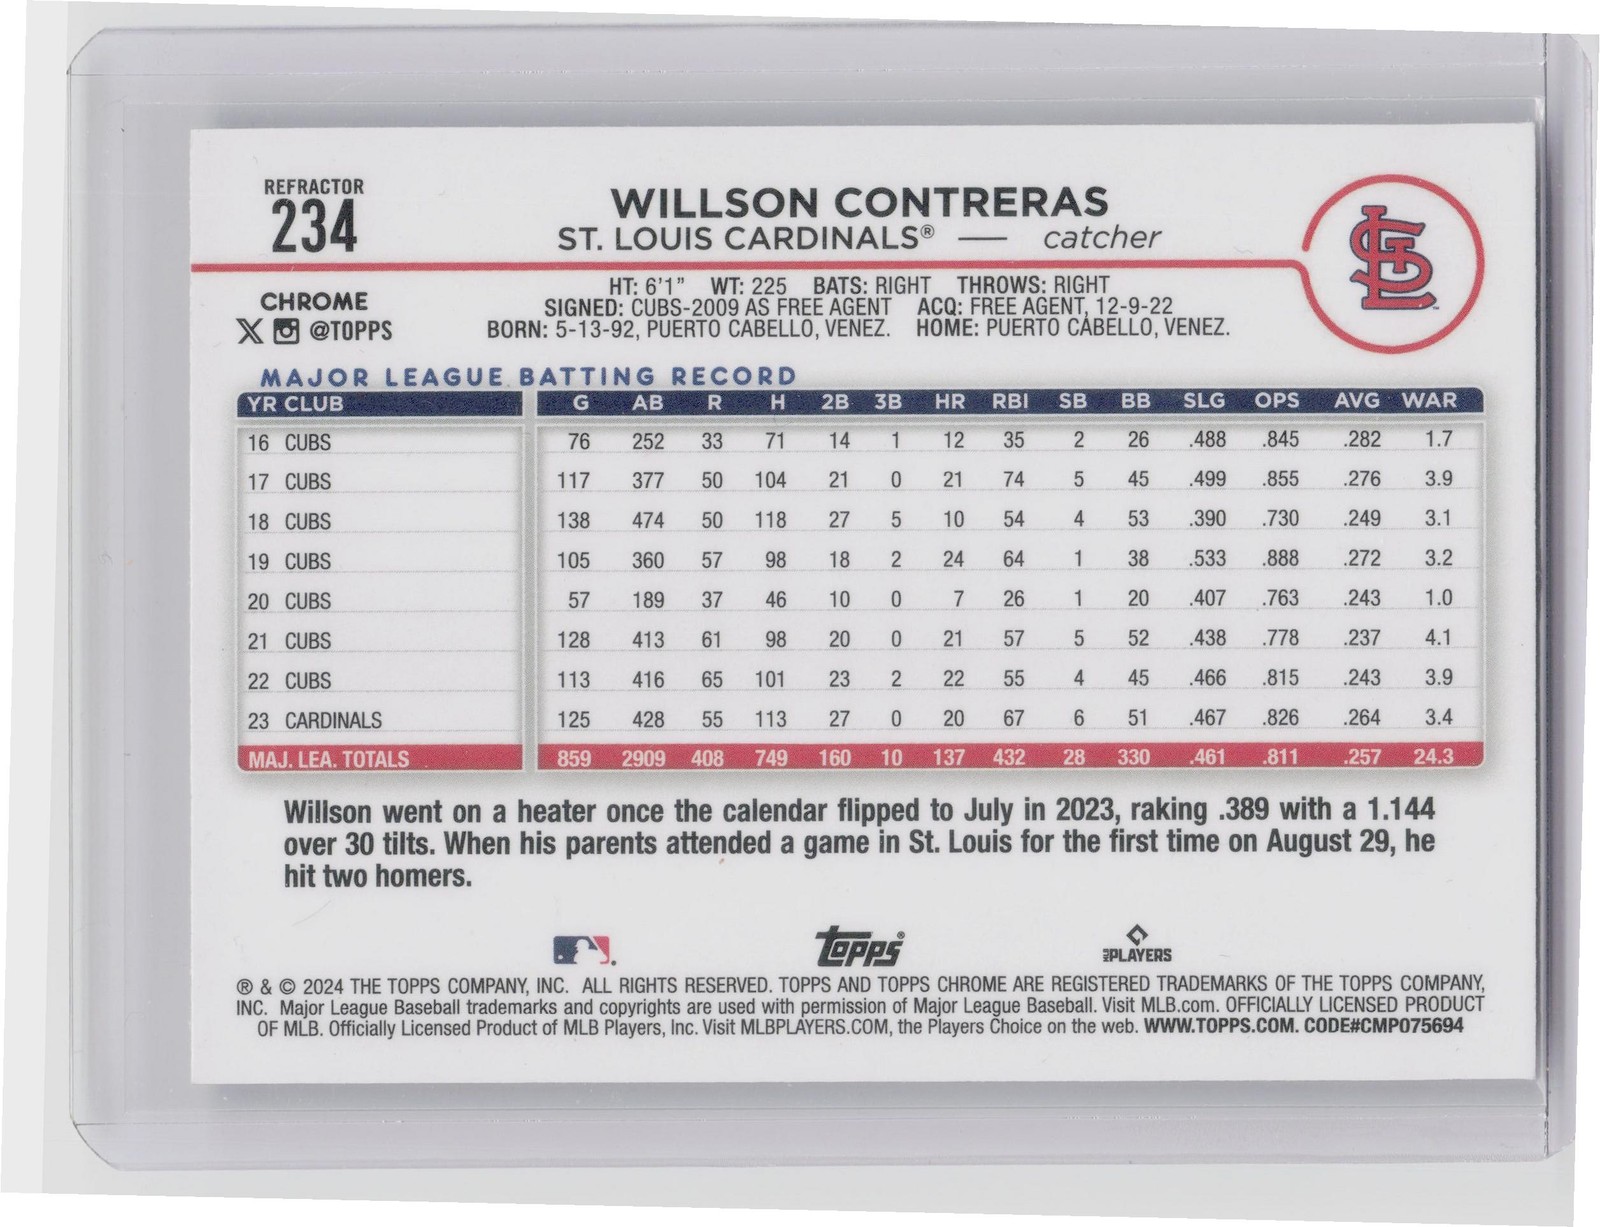 REFRACTOR
234
WILLSON CONTRERAS
ST. LOUIS CARDINALS® — catcher
STL
CHROME
X @TOPPS
HT: 6'1" WT: 225 BATS: RIGHT THROWS: RIGHT
SIGNED: CUBS-2009 AS FREE AGENT ACQ: FREE AGENT, 12-9-22
BORN: 5-13-92, PUERTO CABELLO, VENEZ. HOME: PUERTO CABELLO, VENEZ.
MAJOR LEAGUE BATTING RECORD
YR CLUB G AB R H 2B 3B HR RBI SB BB SLG OPS AVG WAR
16 CUBS 76 252 33 71 14 1 12 35 2 26 .488 .845 .282 1.7
17 CUBS 117 377 50 104 21 0 21 74 5 45 .499 .855 .276 3.9
18 CUBS 138 474 50 118 27 5 10 54 4 53 .390 .730 .249 3.1
19 CUBS 105 360 57 98 18 2 24 64 1 38 .533 .888 .272 3.2
20 CUBS 57 189 37 46 10 0 7 26 1 20 .407 .763 .243 1.0
21 CUBS 128 413 61 98 20 0 21 57 5 52 .438 .778 .237 4.1
22 CUBS 113 416 65 101 23 2 22 55 4 45 .466 .815 .243 3.9
23 CARDINALS 125 428 55 113 27 0 20 67 6 51 .467 .826 .264 3.4
MAJ. LEA. TOTALS 859 2909 408 749 160 10 137 432 28 330 .461 .811 .257 24.3
Willson went on a heater once the calendar flipped to July in 2023, raking .389 with a 1.144
over 30 tilts. When his parents attended a game in St. Louis for the first time on August 29, he
hit two homers.
Topps®
MLB PLAYERS
® & © 2024 THE TOPPS COMPANY, INC. ALL RIGHTS RESERVED. TOPPS AND TOPPS CHROME ARE REGISTERED TRADEMARKS OF THE TOPPS COMPANY,
INC. Major League Baseball trademarks and copyrights are used with permission of Major League Baseball. Visit MLB.com. OFFICIALLY LICENSED PRODUCT
OF MLB. Officially Licensed Product of MLB Players, Inc. Visit MLBPLAYERS.COM, the Players Choice on the web. WWW.TOPPS.COM. CODE#CMP075694